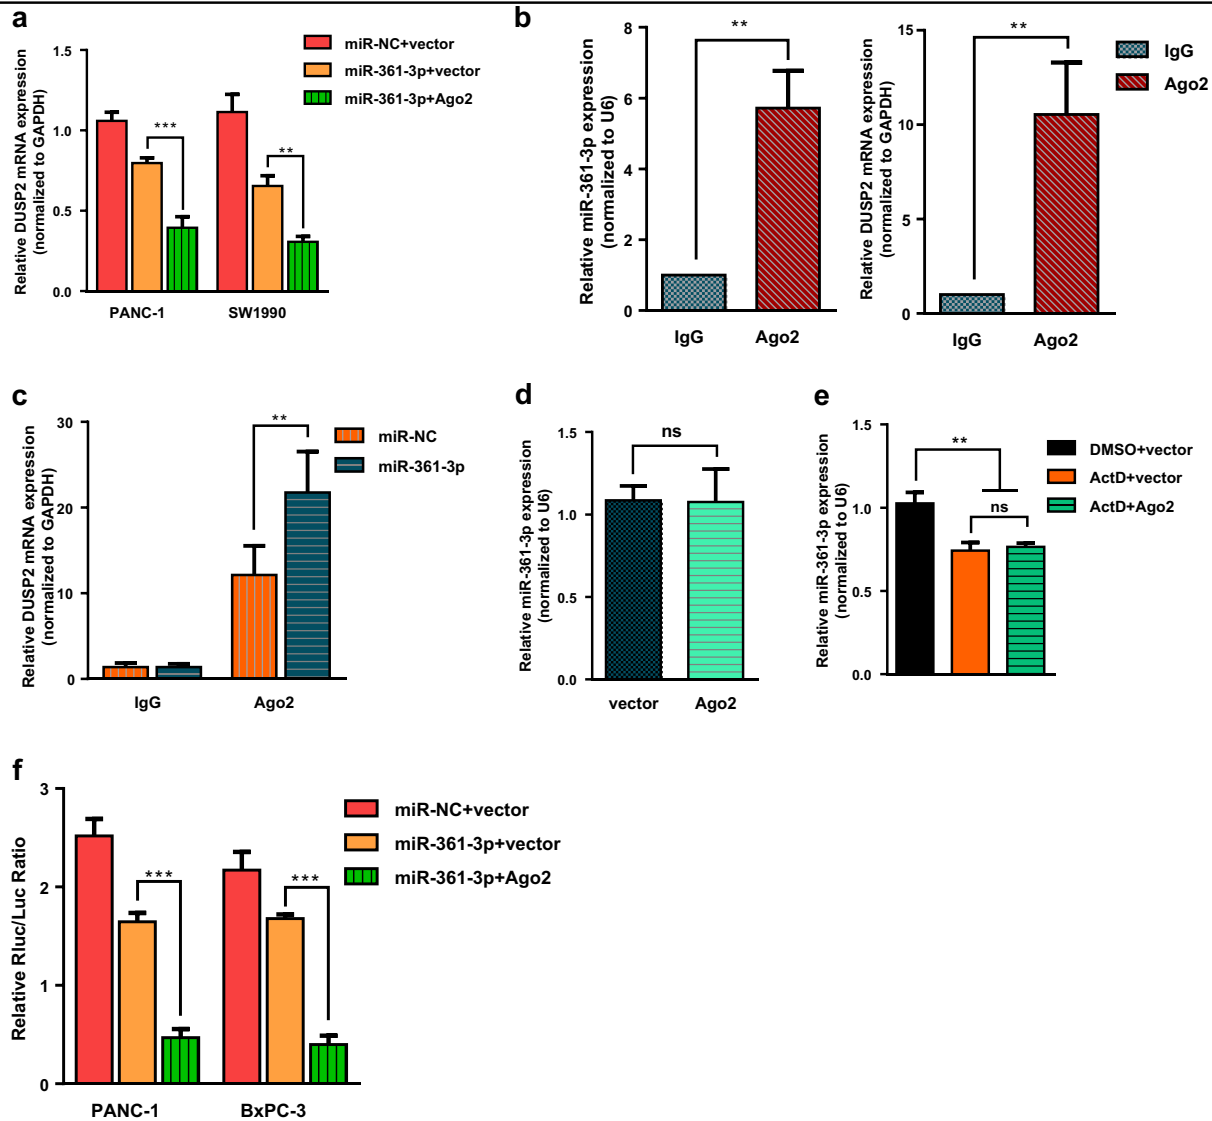 a
Relative DUSP2 mRNA expression
(normalized to GAPDH)
1.5
1.0
0.5
0.0
***
**
PANC-1
SW1990
miR-NC+vector
miR-361-3p+vector
miR-361-3p+Ago2
b
Relative miR-361-3p expression
(normalized to U6)
8
6
4
2
0
**
IgG
Ago2
Relative DUSP2 mRNA expression
(normalized to GAPDH)
15
10
5
0
**
IgG
Ago2
IgG
Ago2
c
Relative DUSP2 mRNA expression
(normalized to GAPDH)
30
20
10
0
**
IgG
Ago2
miR-NC
miR-361-3p
d
Relative miR-361-3p expression
(normalized to U6)
1.5
1.0
0.5
0.0
ns
vector
Ago2
e
Relative miR-361-3p expression
(normalized to U6)
1.5
1.0
0.5
0.0
**
ns
DMSO+vector
ActD+vector
ActD+Ago2
f
Relative Rluc/Luc Ratio
3
2
1
0
***
***
PANC-1
BxPC-3
miR-NC+vector
miR-361-3p+vector
miR-361-3p+Ago2